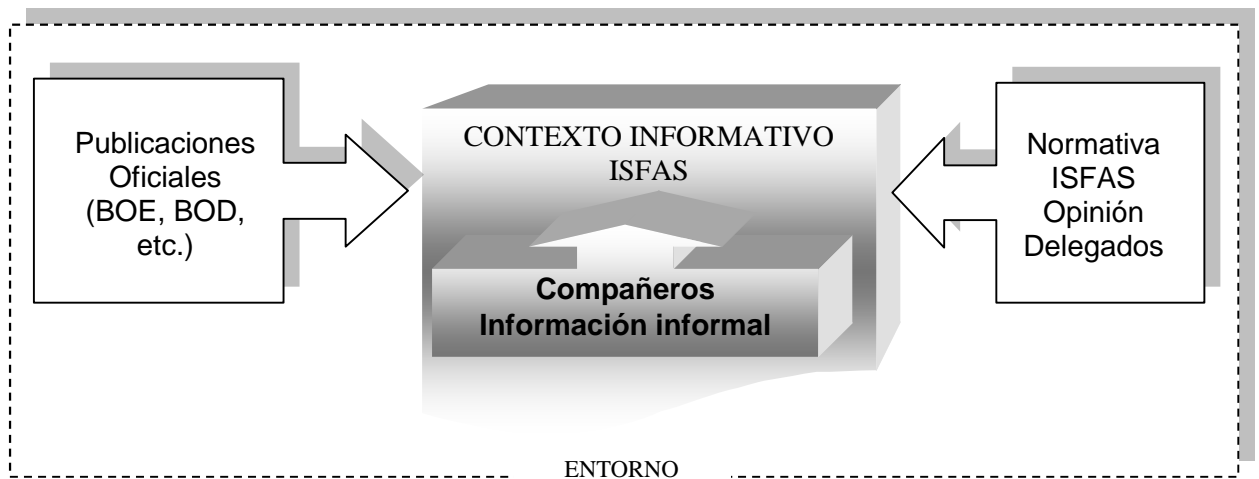 Publicaciones
Oficiales
(BOE, BOD,
etc.)
CONTEXTO INFORMATIVO
ISFAS
Compañeros
Información informal
Normativa
ISFAS
Opinión
Delegados
ENTORNO